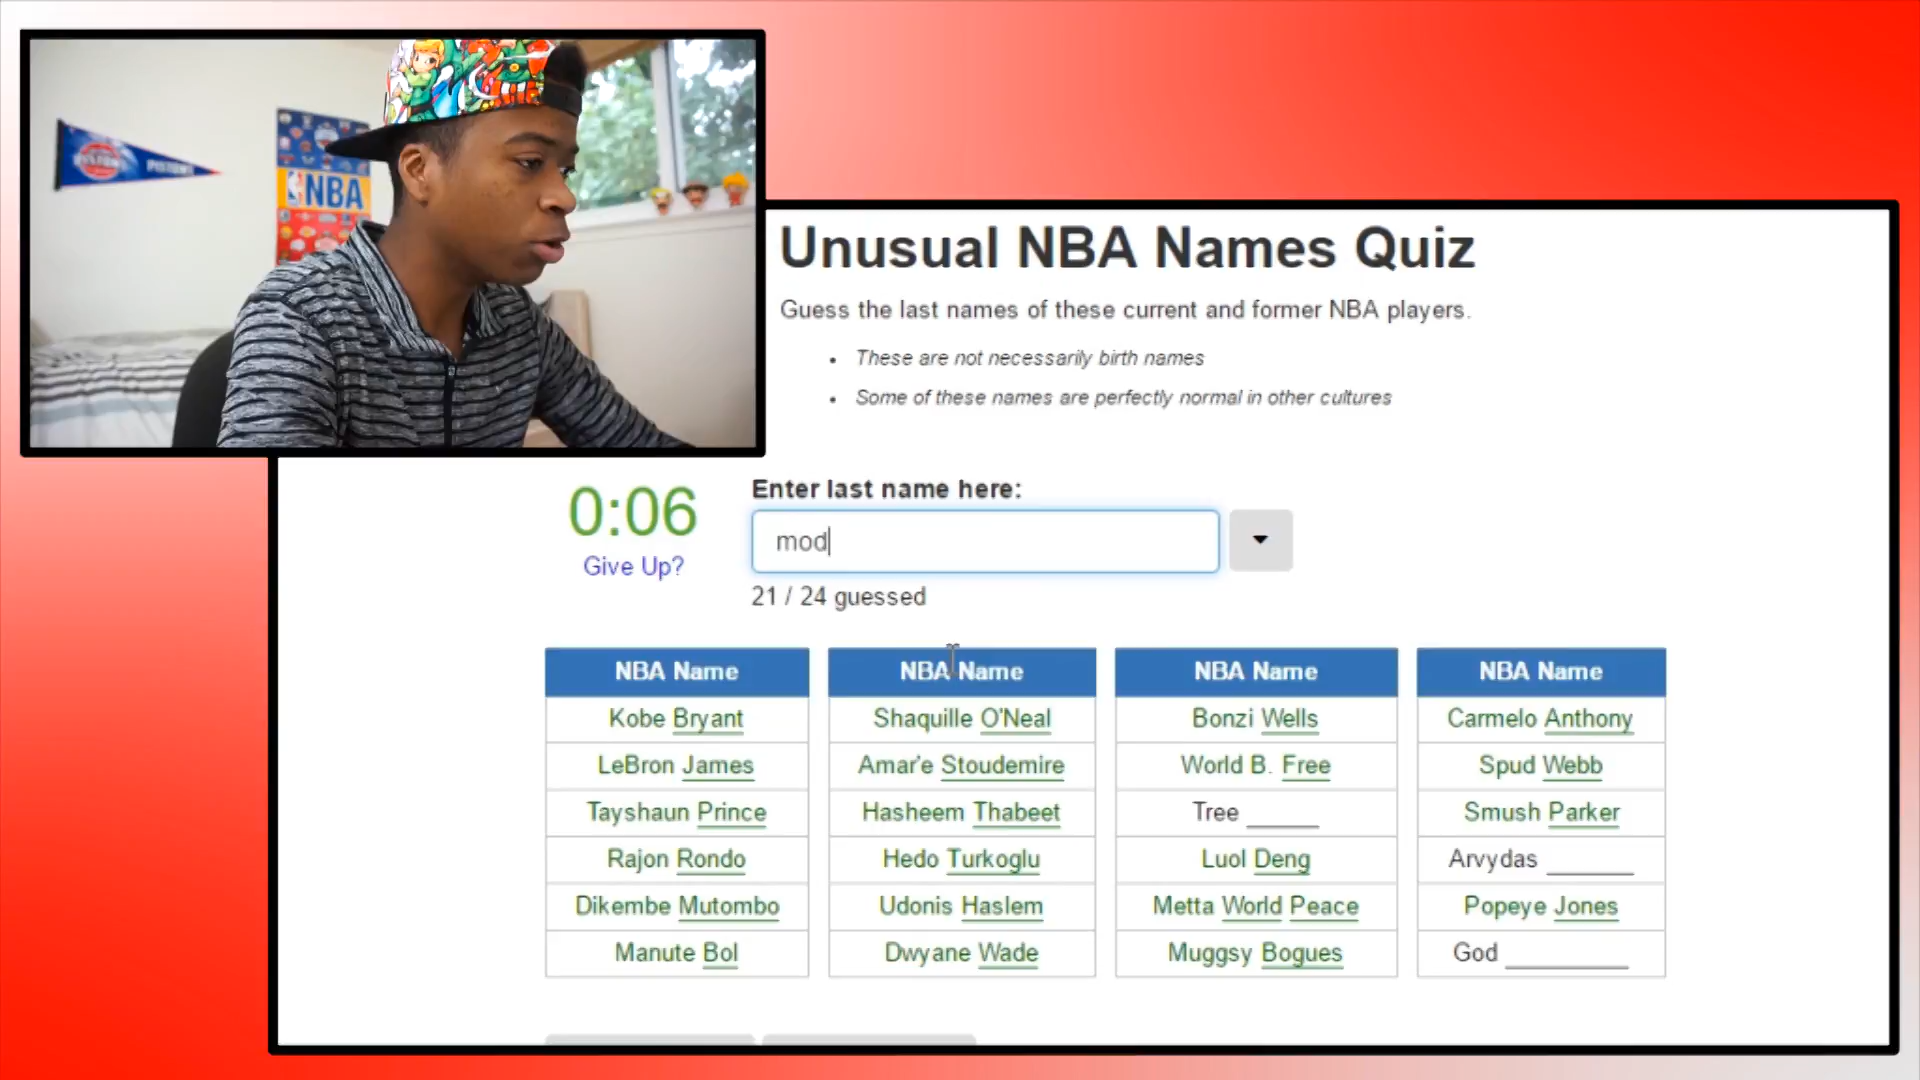 PISTONS
NBA
Unusual NBA Names Quiz
Guess the last names of these current and former NBA players.
• These are not necessarily birth names
• Some of these names are perfectly normal in other cultures
0:06
Give Up?
Enter last name here:
mod
21 / 24 guessed
NBA Name NBA Name NBA Name NBA Name
Kobe Bryant Shaquille O'Neal Bonzi Wells Carmelo Anthony
LeBron James Amar'e Stoudemire World B. Free Spud Webb
Tayshaun Prince Hasheem Thabeet Tree ______ Smush Parker
Rajon Rondo Hedo Turkoglu Luol Deng Arvydas _______
Dikembe Mutombo Udonis Haslem Metta World Peace Popeye Jones
Manute Bol Dwyane Wade Muggsy Bogues God __________